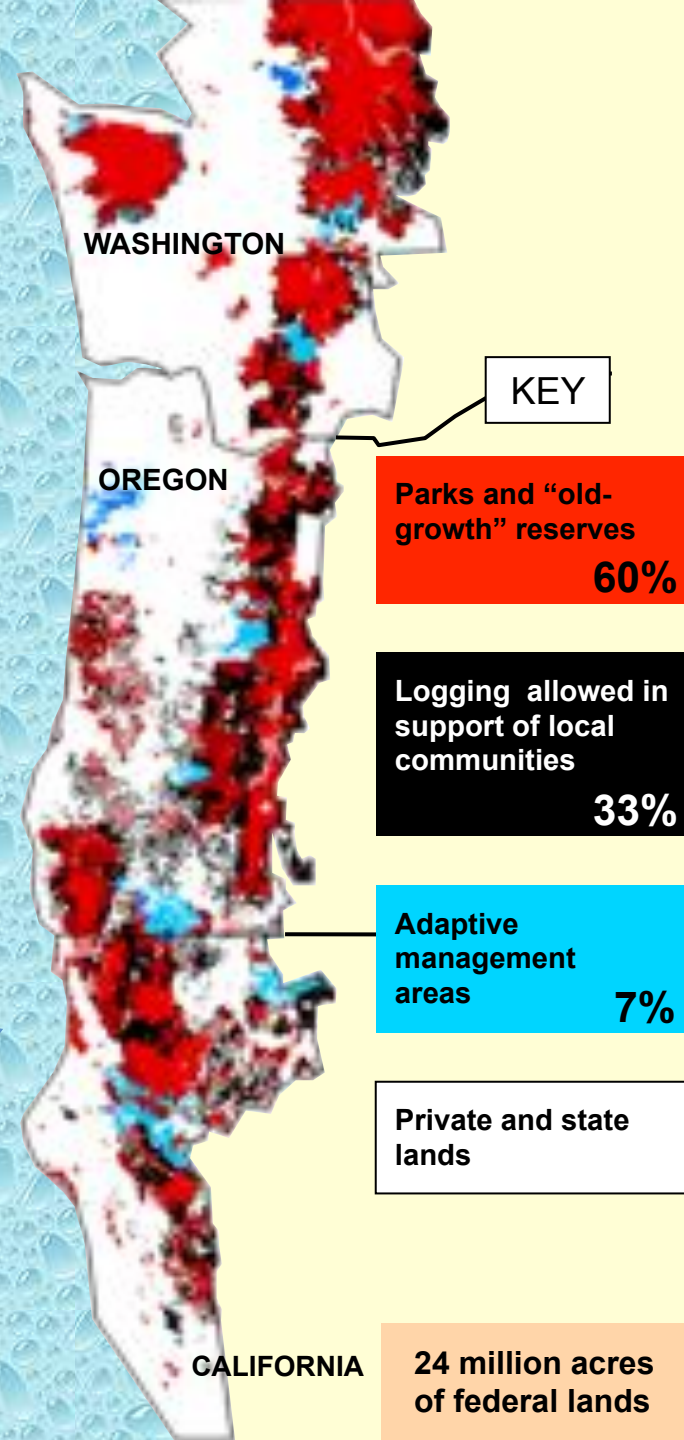 WASHINGTON
KEY
OREGON
Parks and “old-
growth” reserves
60%
Logging allowed in
support of local
communities
33%
Adaptive
management
areas
7%
Private and state
lands
CALIFORNIA
24 million acres
of federal lands